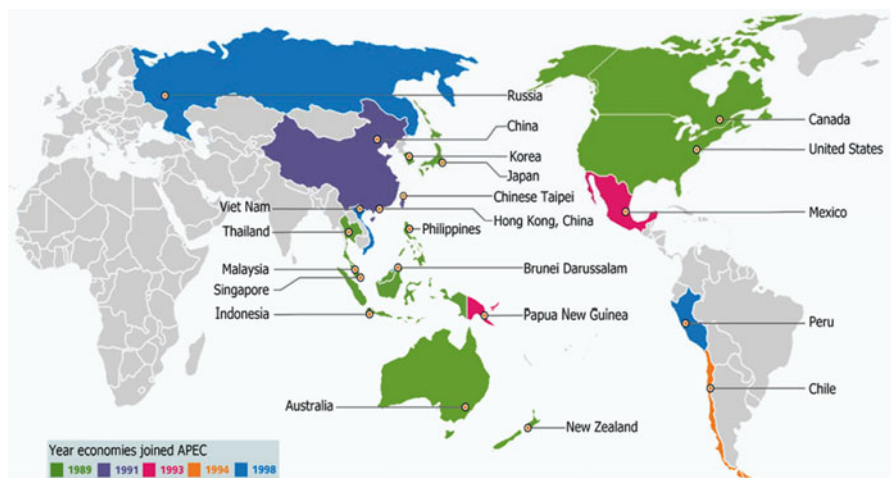 Russia
Canada
China
United States
Korea
Japan
Chinese Taipei
Viet Nam
Mexico
Hong Kong, China
Thailand
Philippines
Malaysia
Brunei Darussalam
Singapore
Indonesia
Papua New Guinea
Peru
Chile
Australia
New Zealand
Year economies joined APEC
1989 1991 1993 1994 1998